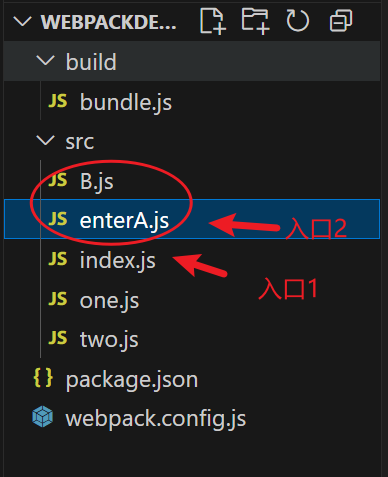 WEBPACKDE...
build
JS bundle.js
src
JS B.js
JS enterA.js
入口2
JS index.js
入口1
JS one.js
JS two.js
{} package.json
webpack.config.js